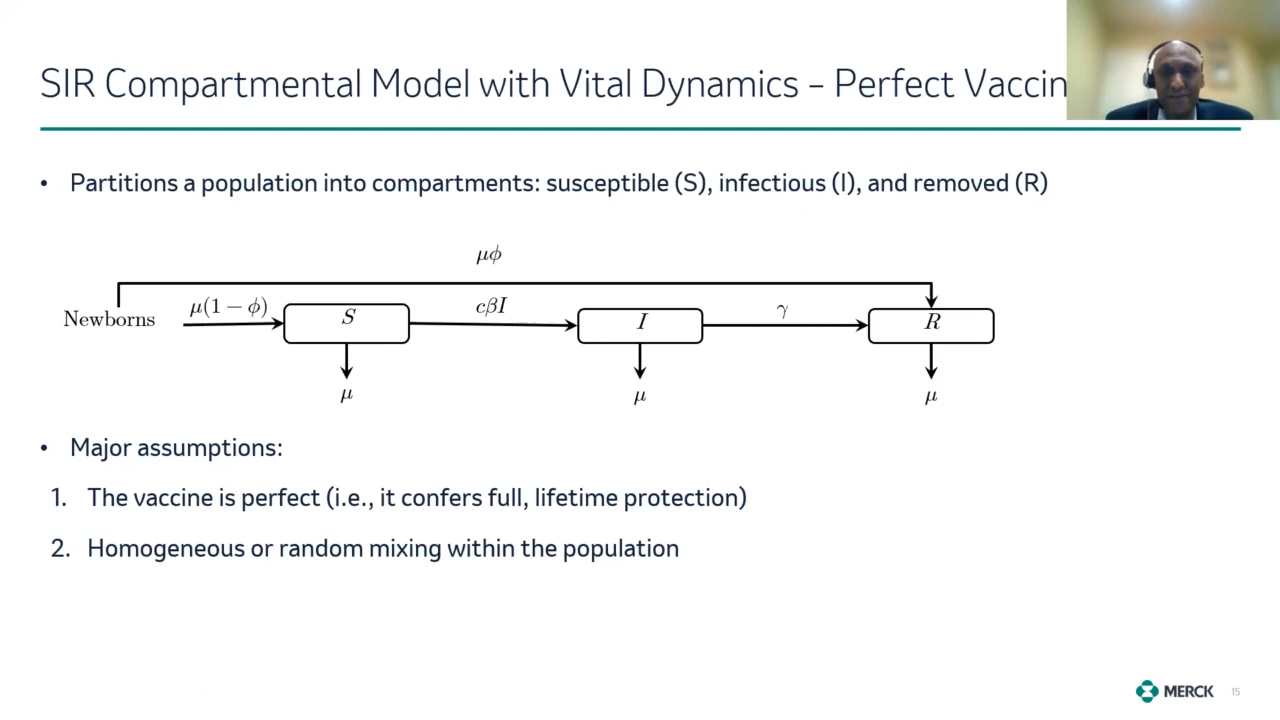 SIR Compartmental Model with Vital Dynamics – Perfect Vaccin
• Partitions a population into compartments: susceptible (S), infectious (I), and removed (R)
μϕ
Newborns
μ(1 − ϕ)
S
cβI
I
γ
R
μ
μ
μ
• Major assumptions:
1. The vaccine is perfect (i.e., it confers full, lifetime protection)
2. Homogeneous or random mixing within the population
MERCK
15